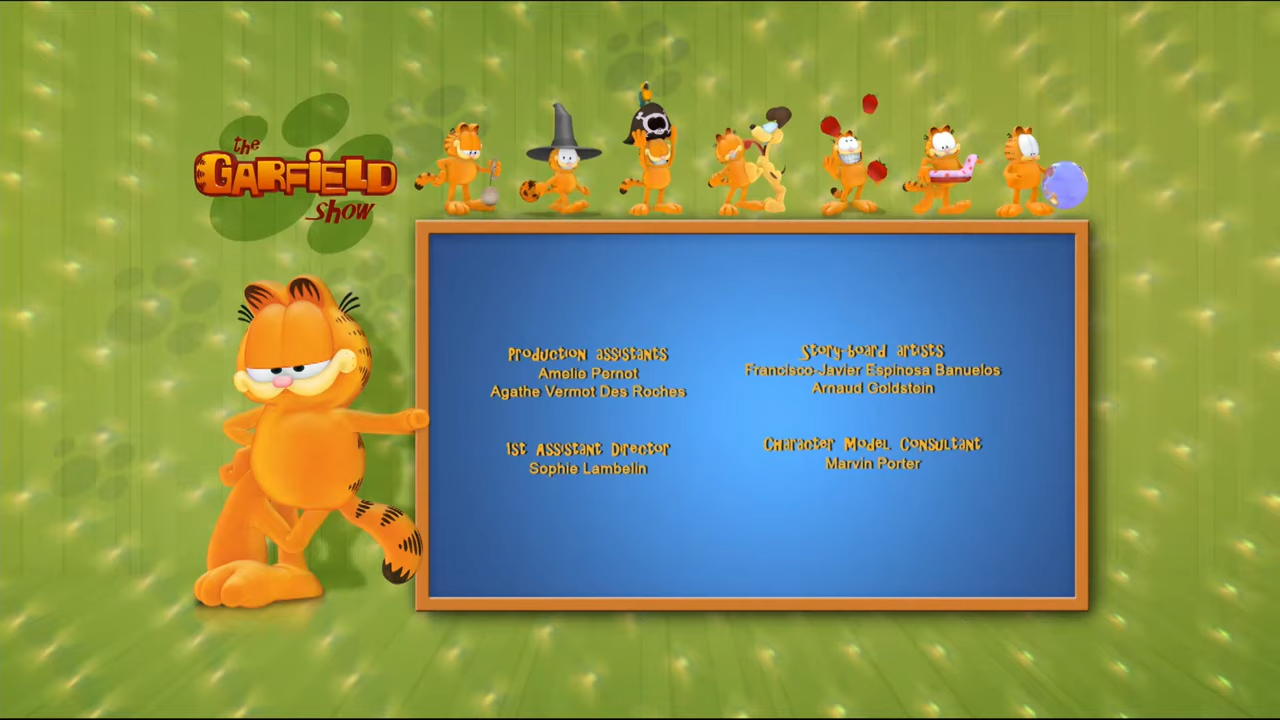 the
GARFIELD
show
Production assistants
Amelie Pernot
Agathe Vermot Des Roches
1st Assistant Director
Sophie Lambelin
Story-board artists
Francisco-Javier Espinosa Banuelos
Arnaud Goldstein
Character Model Consultant
Marvin Porter